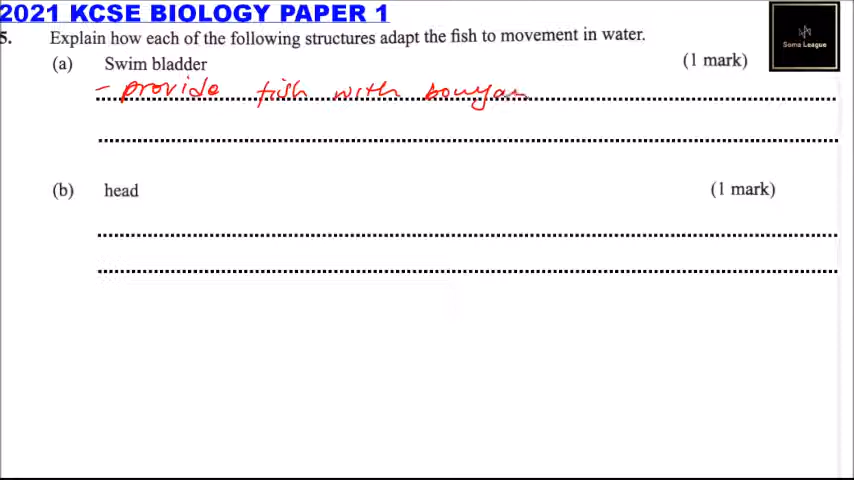 2021 KCSE BIOLOGY PAPER 1
5. Explain how each of the following structures adapt the fish to movement in water.
(a) Swim bladder (1 mark)
- provide fish with bouyan
(b) head (1 mark)
Soma League